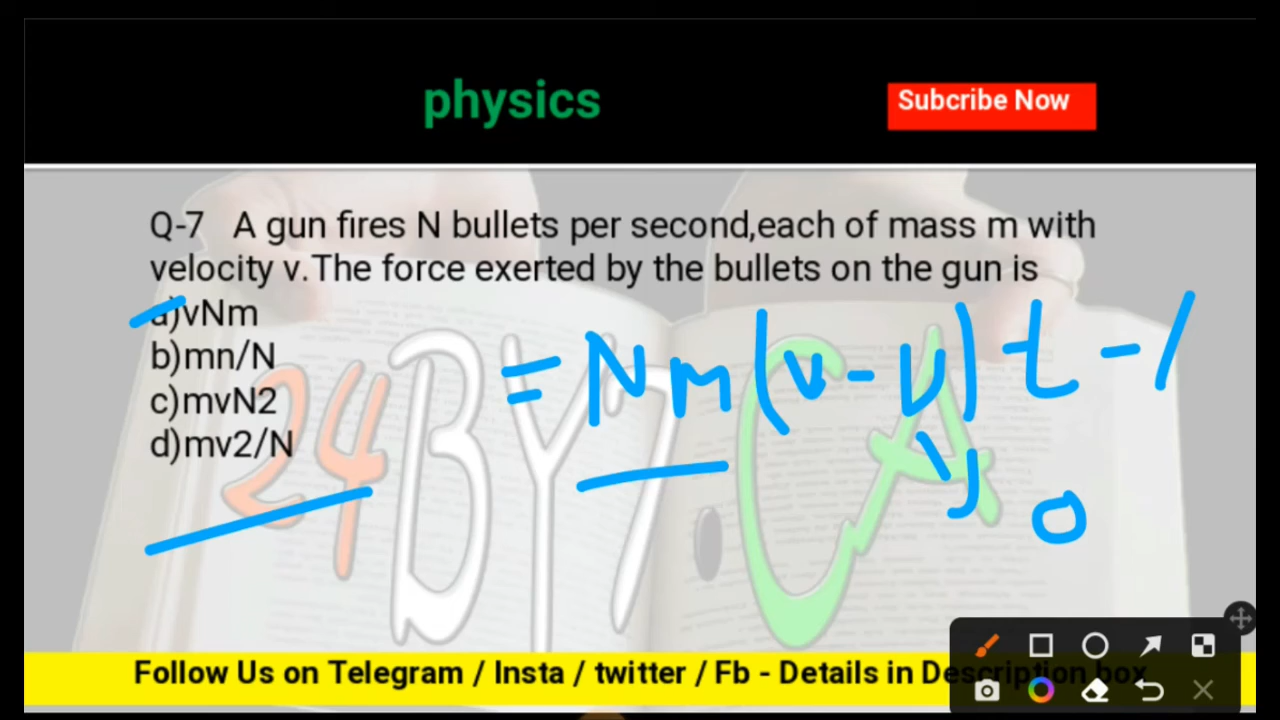 physics
Subcribe Now
Q-7 A gun fires N bullets per second,each of mass m with
velocity v.The force exerted by the bullets on the gun is
a)vNm
b)mn/N
c)mvN2
d)mv2/N
= Nm(v-u) t-1
0
24BY7.CA
Follow Us on Telegram / Insta / twitter / Fb - Details in Description box